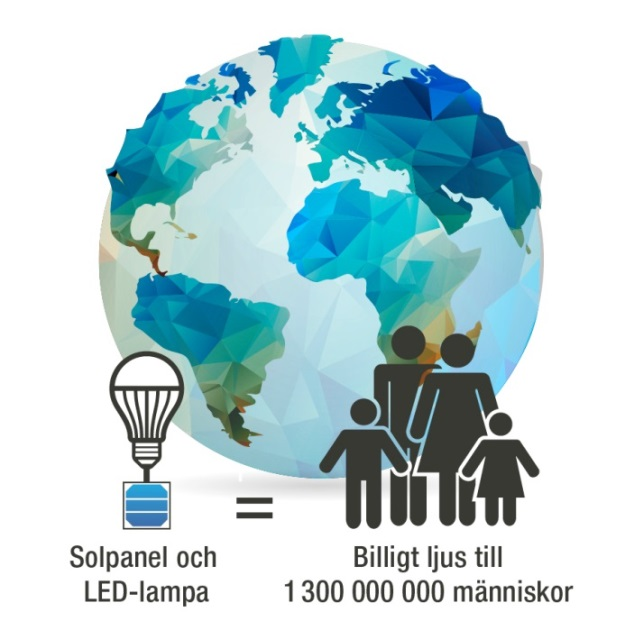 =
Solpanel och
LED-lampa
Billigt ljus till
1 300 000 000 människor